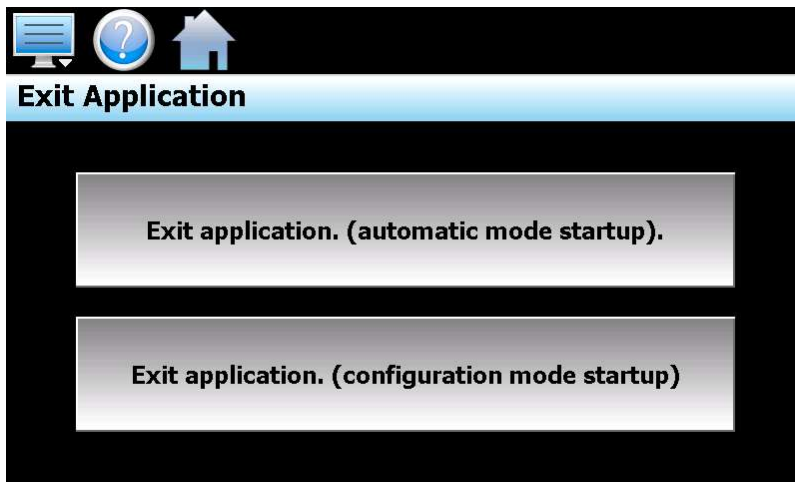 ?
Exit Application
Exit application. (automatic mode startup).
Exit application. (configuration mode startup)